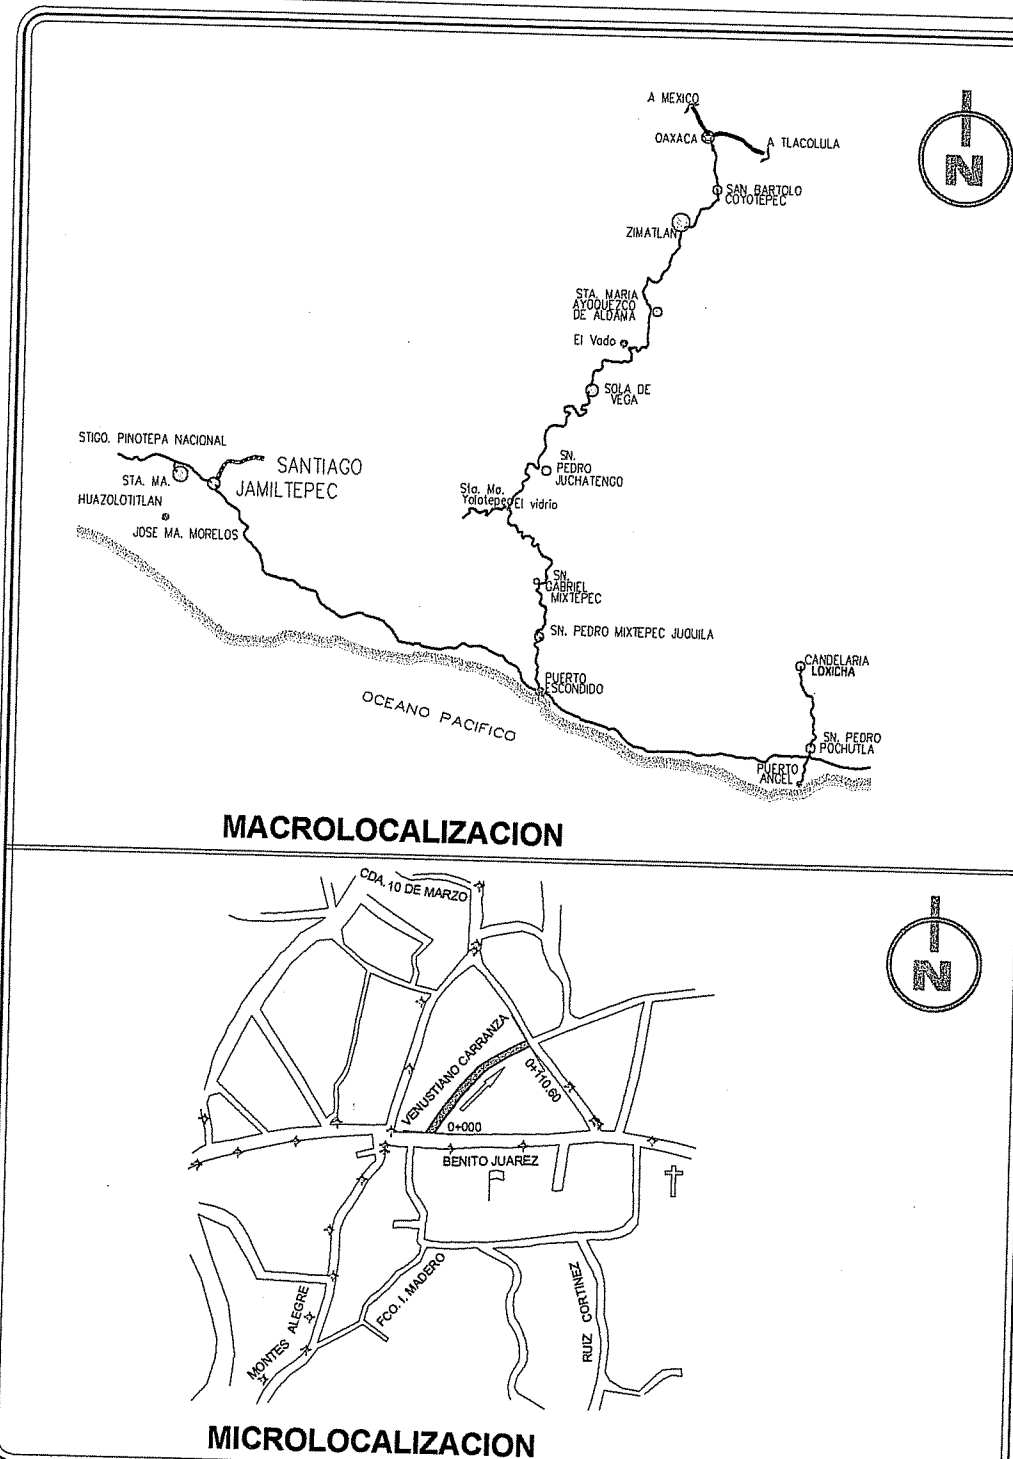 A MEXICO
OAXACA
A TLACOLULA
N
SAN BARTOLO
COYOTEPEC
ZIMATLAN
STA. MARIA
AYOQUEZCO
DE ALDAMA
El Vado
SOLA DE
VEGA
STIGO. PINOTEPA NACIONAL
SANTIAGO
JAMILTEPEC
STA. MA.
HUAZOLOTITLAN
JOSE MA. MORELOS
SN.
PEDRO
JUCHATENGO
Sta. Ma.
Yolotepec
El vidrio
SN.
GABRIEL
MIXTEPEC
SN. PEDRO MIXTEPEC JUQUILA
PUERTO
ESCONDIDO
CANDELARIA
LOXICHA
OCEANO PACIFICO
SN. PEDRO
POCHUTLA
PUERTO
ANGEL
MACROLOCALIZACION
CDA. 10 DE MARZO
N
VENUSTIANO CARRANZA
0+110.60
0+000
BENITO JUAREZ
FCO. I. MADERO
RUIZ CORTINEZ
MONTES ALEGRE
MICROLOCALIZACION